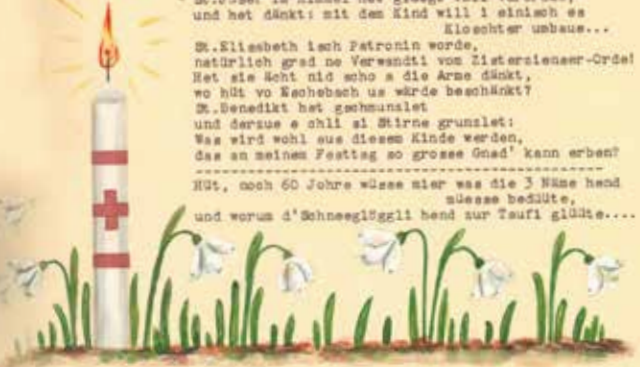 und het dänkt: mit dem Kind will i einisch es
Kloschter umbaue...
St.Elisabeth isch Patronin worde,
natürlich grad ne Verwandti vom Zisterzienser-Orde!
Het sie ächt nid scho a die Arme dänkt,
wo hüt vo Eschebach us wärde beschänkt?
St.Benedikt het gschmunzlet
und derzue e chli si Stirne grunzlet:
Was wird wohl aus diesem Kinde werden,
das an meinem Festtag so grosse Gnad' kann erben?
Hüt, noch 60 Johre wüsse mier was die 3 Näme hend
müesse bedüüte,
und worum d'Schneeglöggli hend zur Taufi glüüte....